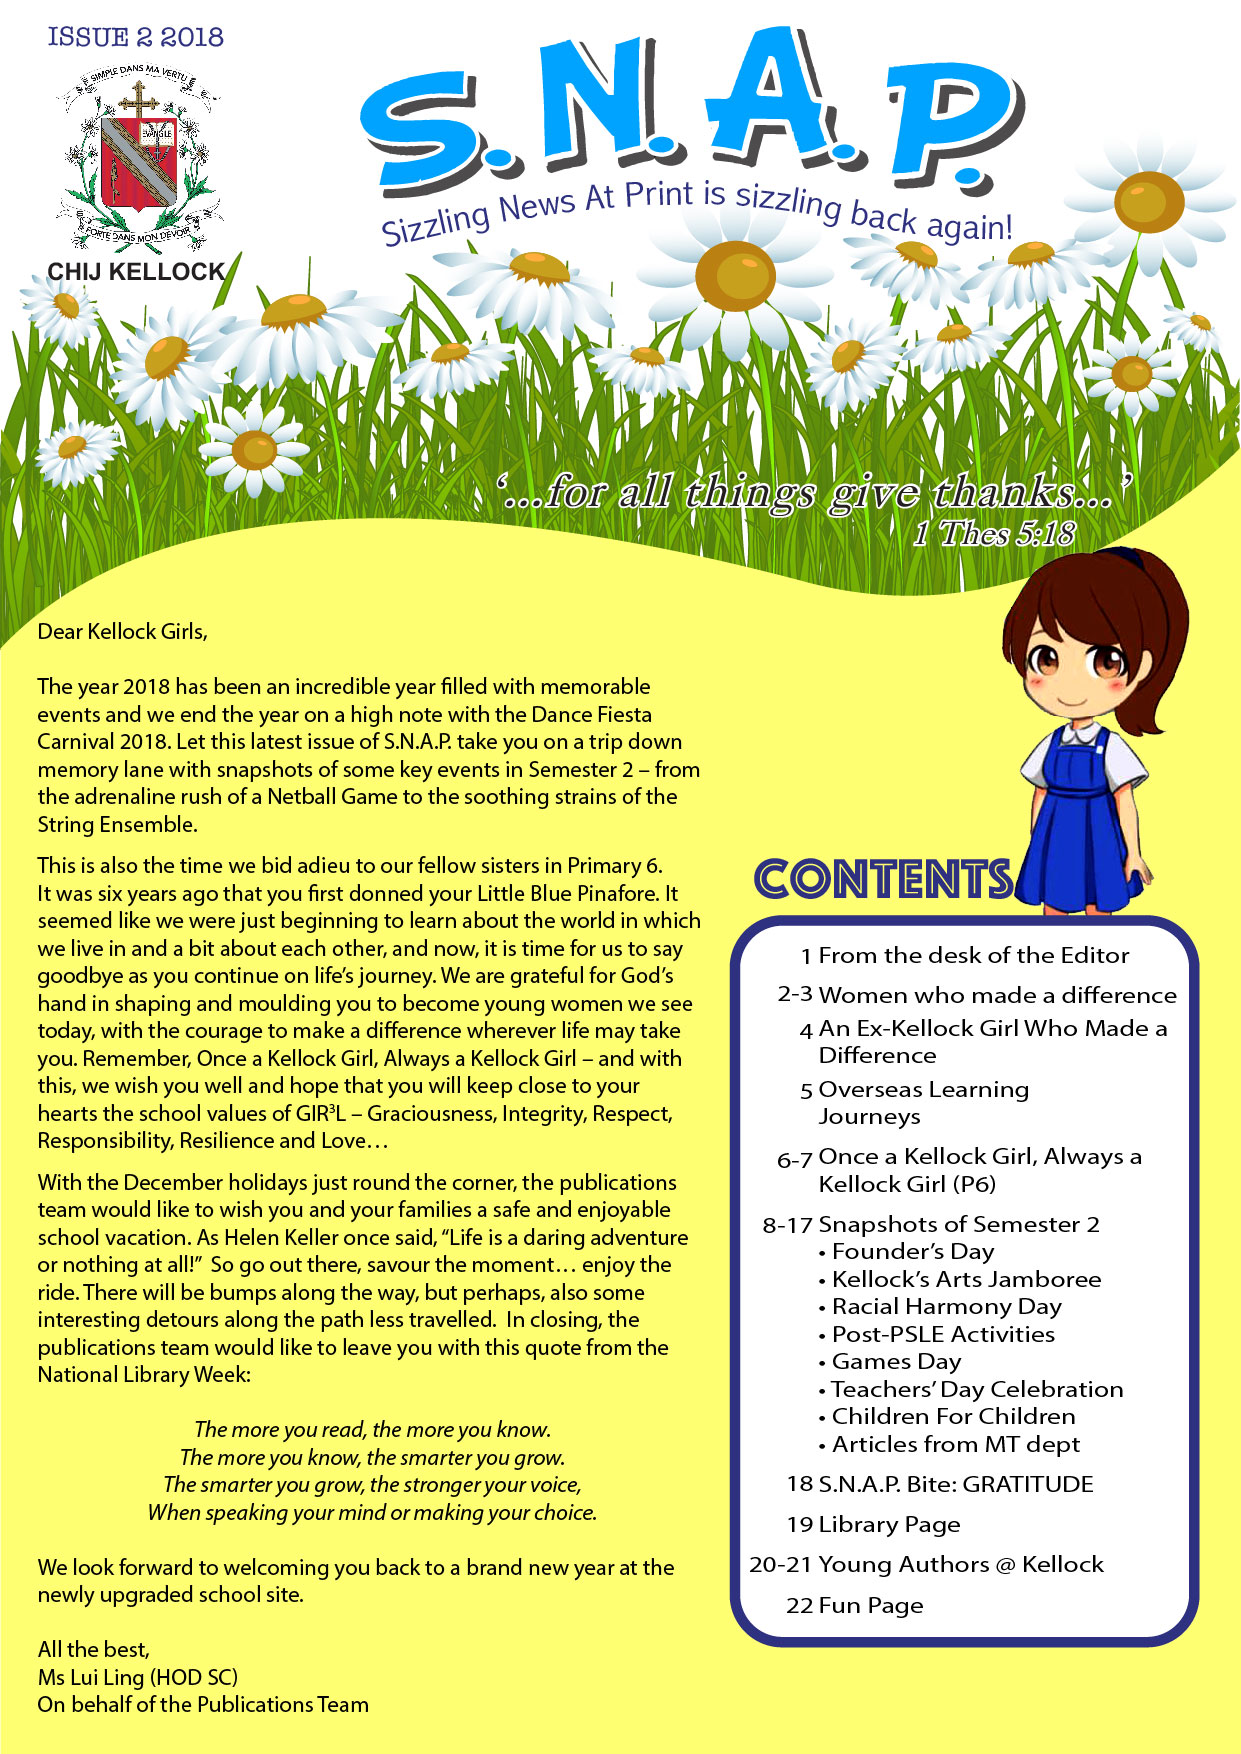 ISSUE 2 2018
SIMPLE DANS MA VERTU
EVANGILE
FORTE DANS MON DEVOIR
CHIJ KELLOCK
S.N.A.P.
Sizzling News At Print is sizzling back again!
‘...for all things give thanks...’
1 Thes 5:18
Dear Kellock Girls,
The year 2018 has been an incredible year filled with memorable
events and we end the year on a high note with the Dance Fiesta
Carnival 2018. Let this latest issue of S.N.A.P. take you on a trip down
memory lane with snapshots of some key events in Semester 2 – from
the adrenaline rush of a Netball Game to the soothing strains of the
String Ensemble.
This is also the time we bid adieu to our fellow sisters in Primary 6.
It was six years ago that you first donned your Little Blue Pinafore. It
seemed like we were just beginning to learn about the world in which
we live in and a bit about each other, and now, it is time for us to say
goodbye as you continue on life’s journey. We are grateful for God’s
hand in shaping and moulding you to become young women we see
today, with the courage to make a difference wherever life may take
you. Remember, Once a Kellock Girl, Always a Kellock Girl – and with
this, we wish you well and hope that you will keep close to your
hearts the school values of GIR³L – Graciousness, Integrity, Respect,
Responsibility, Resilience and Love…
With the December holidays just round the corner, the publications
team would like to wish you and your families a safe and enjoyable
school vacation. As Helen Keller once said, “Life is a daring adventure
or nothing at all!”  So go out there, savour the moment… enjoy the
ride. There will be bumps along the way, but perhaps, also some
interesting detours along the path less travelled.  In closing, the
publications team would like to leave you with this quote from the
National Library Week:
The more you read, the more you know.
The more you know, the smarter you grow.
The smarter you grow, the stronger your voice,
When speaking your mind or making your choice.
We look forward to welcoming you back to a brand new year at the
newly upgraded school site.
All the best,
Ms Lui Ling (HOD SC)
On behalf of the Publications Team
CONTENTS
1 From the desk of the Editor
2-3 Women who made a difference
4 An Ex-Kellock Girl Who Made a
Difference
5 Overseas Learning
Journeys
6-7 Once a Kellock Girl, Always a
Kellock Girl (P6)
8-17 Snapshots of Semester 2
• Founder’s Day
• Kellock’s Arts Jamboree
• Racial Harmony Day
• Post-PSLE Activities
• Games Day
• Teachers’ Day Celebration
• Children For Children
• Articles from MT dept
18 S.N.A.P. Bite: GRATITUDE
19 Library Page
20-21 Young Authors @ Kellock
22 Fun Page